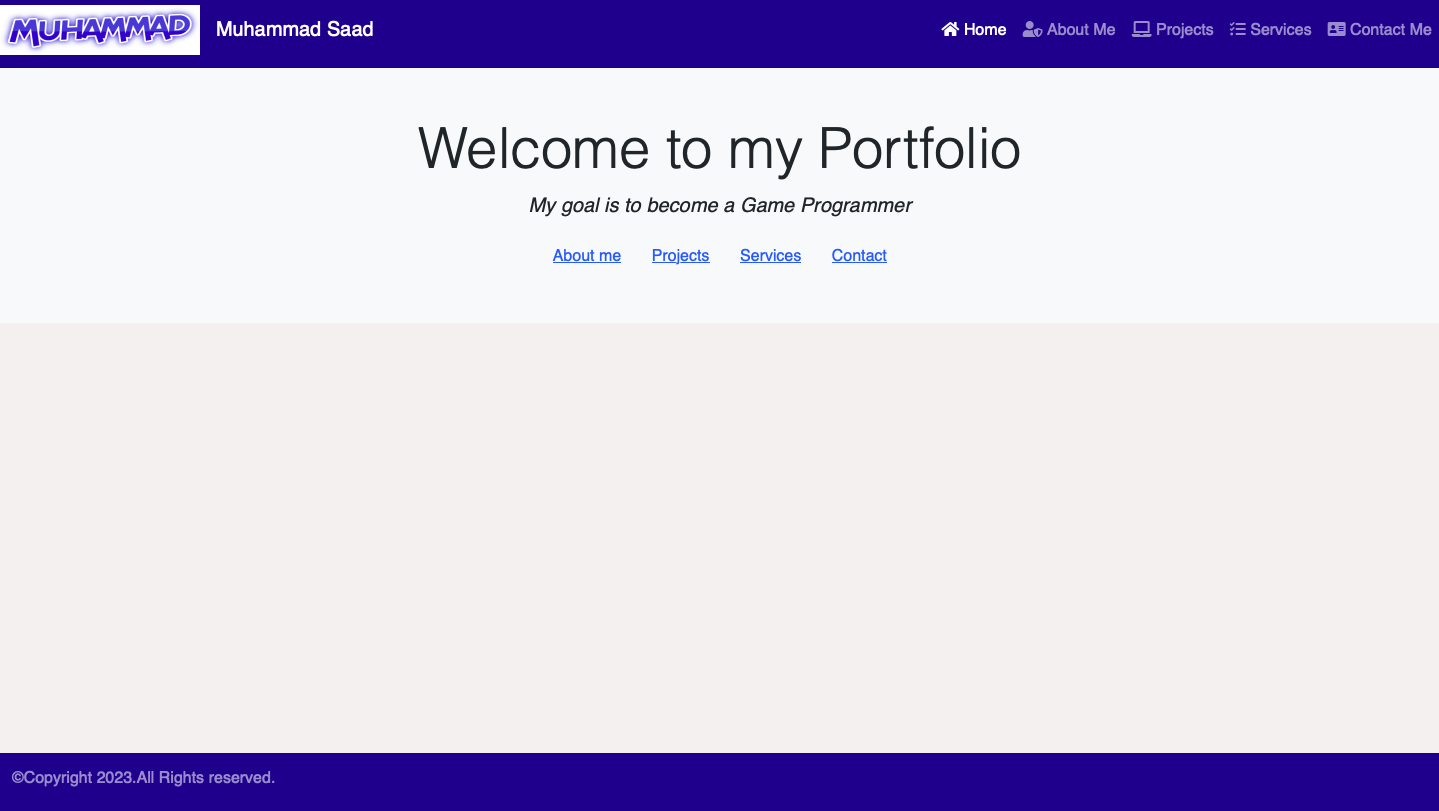 MUHAMMAD Muhammad Saad Home About Me Projects Services Contact Me
Welcome to my Portfolio
My goal is to become a Game Programmer
About me Projects Services Contact
©Copyright 2023.All Rights reserved.